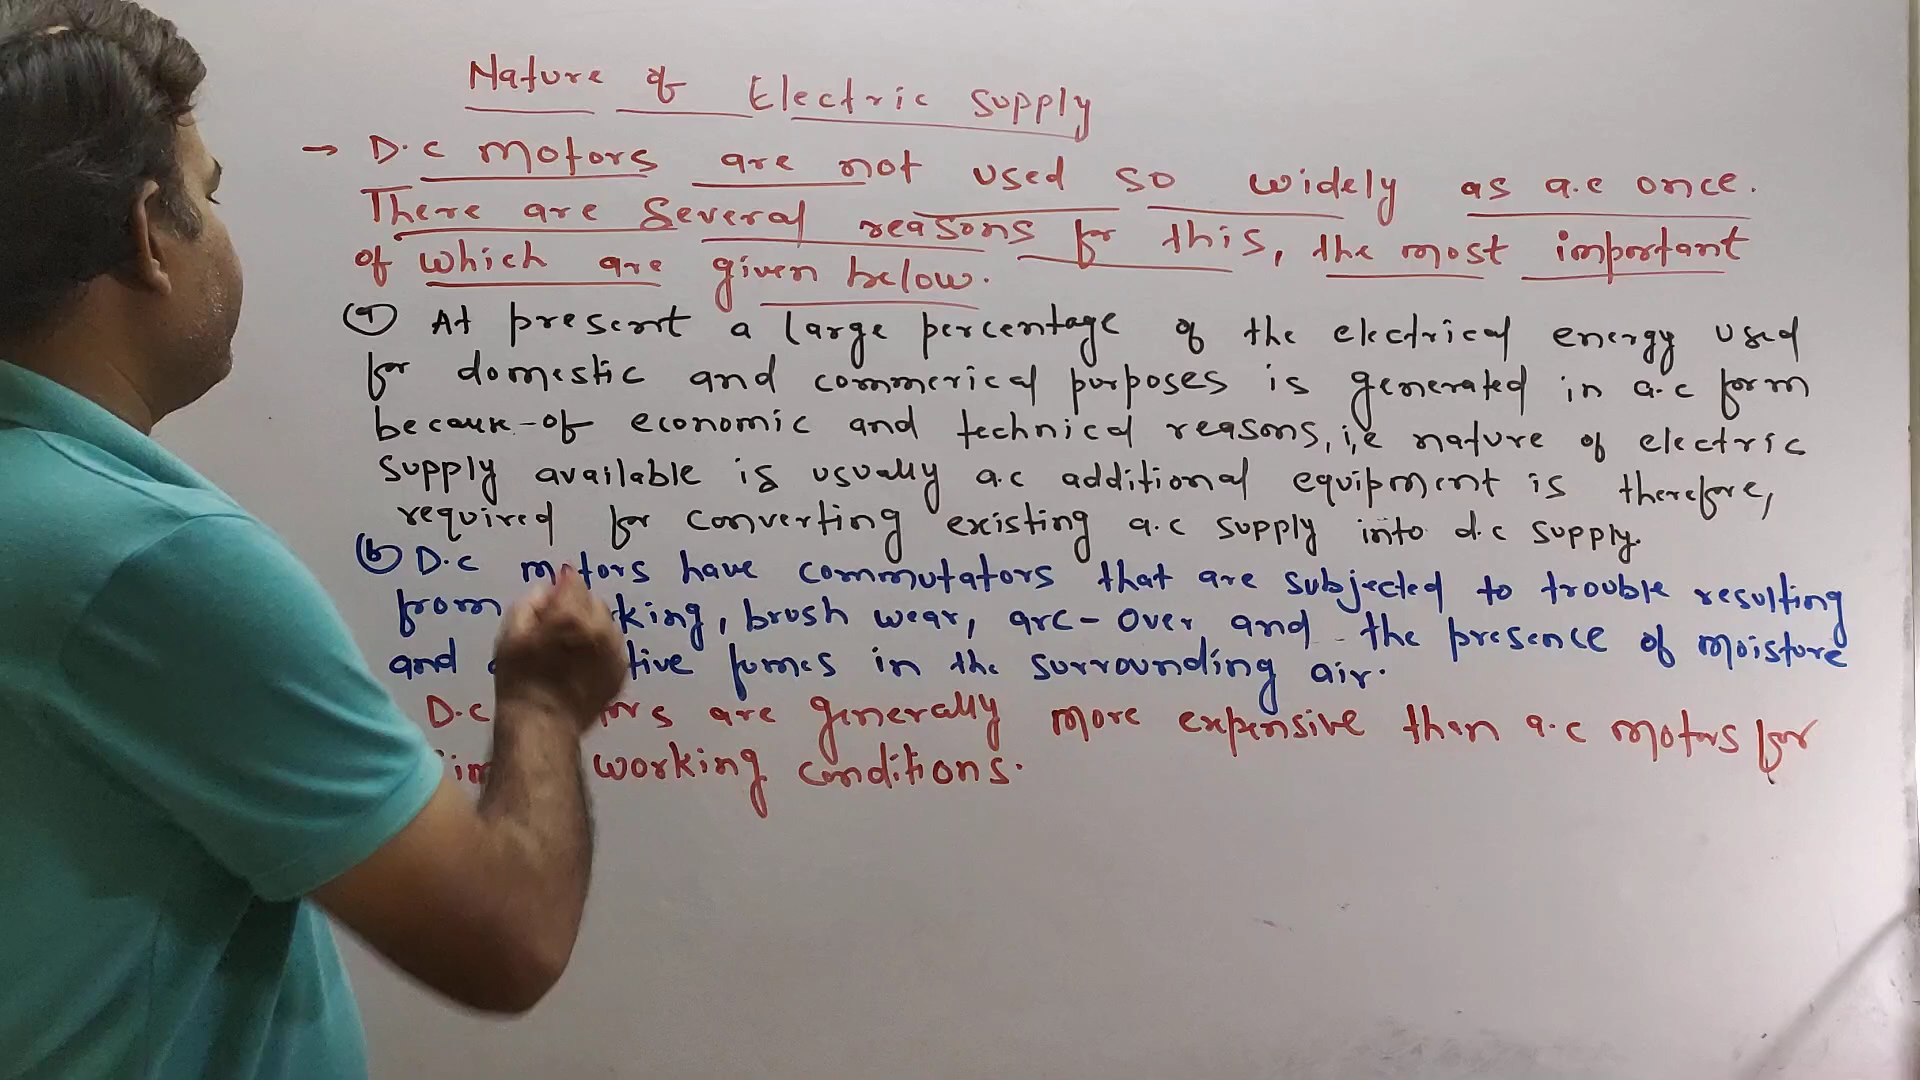 Nature of Electric supply
→ D.c motors are not used so widely as a.c once.
There are several reasons for this, the most important
of which are given below.
(a) At present a large percentage of the electrical energy used
for domestic and commerical purposes is generated in a.c form
because-of economic and technical reasons, i,e nature of electric
supply available is usually a.c additional equipment is therefore,
required for converting existing a.c supply into d.c supply.
(b) D.c motors have commutators that are subjected to trouble resulting
from king, brush wear, arc-over, and the presence of moisture
and tive fumes in the surrounding air.
D.c rs are generally more expensive than a.c motors for
working conditions.